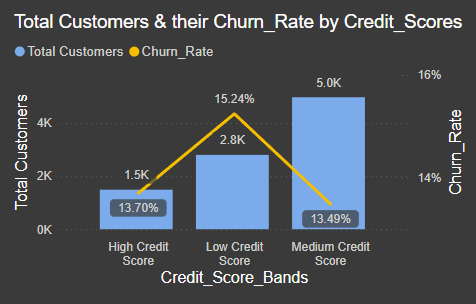 Total Customers & their Churn_Rate by Credit_Scores
Total Customers Churn_Rate
Total Customers
4K
2K
0K
1.5K
13.70%
15.24%
2.8K
5.0K
13.49%
16%
14%
Churn_Rate
High Credit
Score
Low Credit
Score
Medium Credit
Score
Credit_Score_Bands